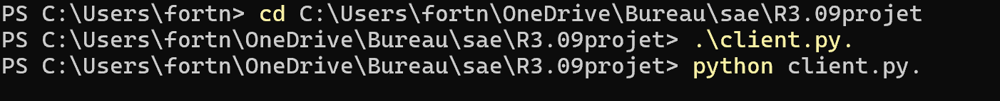 PS C:\Users\fortn> cd C:\Users\fortn\OneDrive\Bureau\sae\R3.09projet
PS C:\Users\fortn\OneDrive\Bureau\sae\R3.09projet> .\client.py.
PS C:\Users\fortn\OneDrive\Bureau\sae\R3.09projet> python client.py.